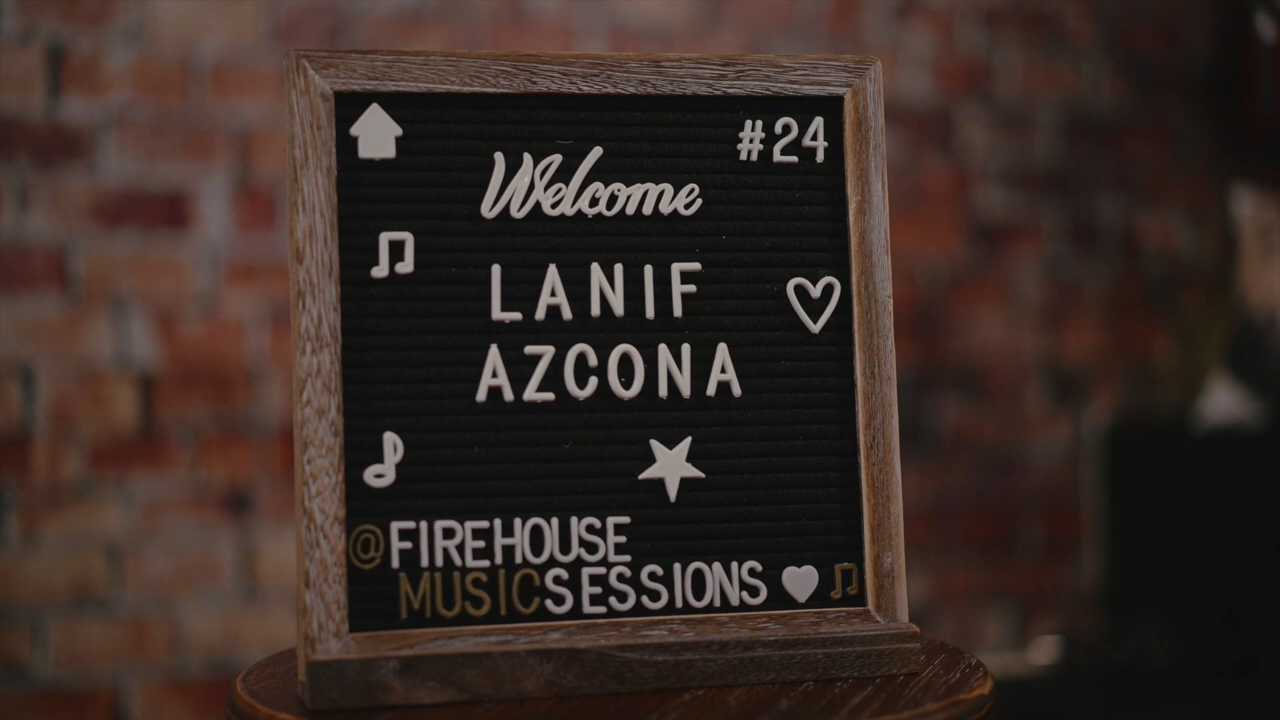 #24
Welcome
LANIF
AZCONA
@FIREHOUSE
MUSICSESSIONS